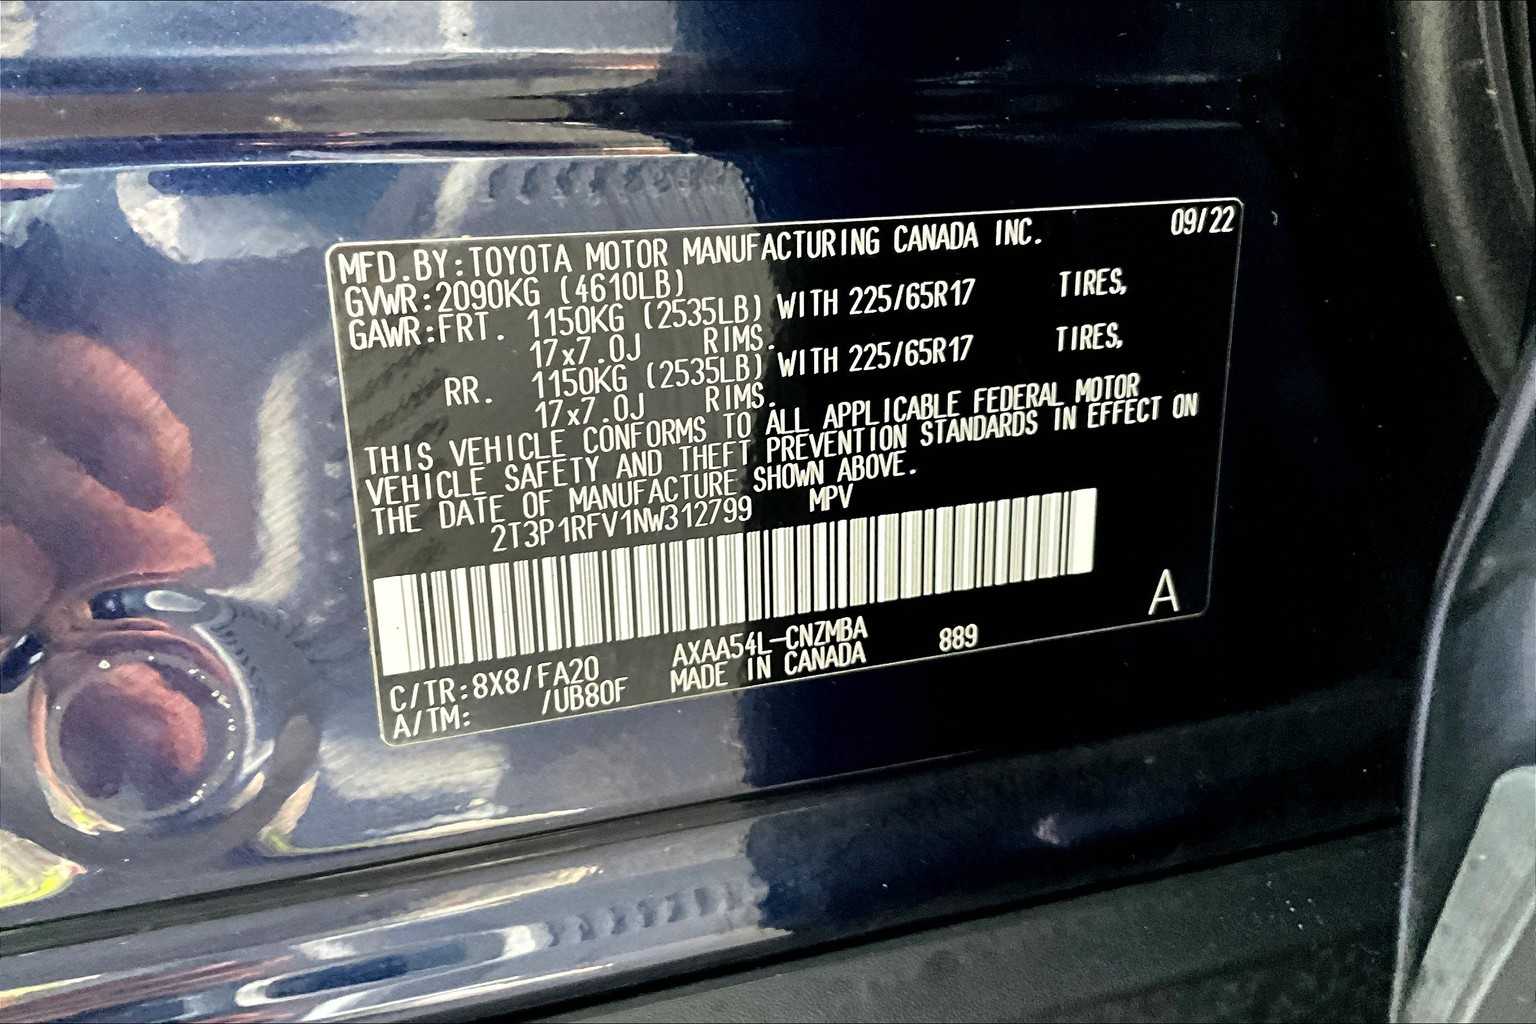 MFD.BY:TOYOTA MOTOR MANUFACTURING CANADA INC. 09/22
GVWR:2090KG (4610LB)
GAWR:FRT. 1150KG (2535LB) WITH 225/65R17 TIRES,
17x7.0J RIMS.
RR. 1150KG (2535LB) WITH 225/65R17 TIRES,
17x7.0J RIMS.
THIS VEHICLE CONFORMS TO ALL APPLICABLE FEDERAL MOTOR
VEHICLE SAFETY AND THEFT PREVENTION STANDARDS IN EFFECT ON
THE DATE OF MANUFACTURE SHOWN ABOVE.
2T3P1RFV1NW312799 MPV
A
C/TR:8X8/FA20 AXAA54L-CNZMBA 889
A/TM: /UB80F MADE IN CANADA